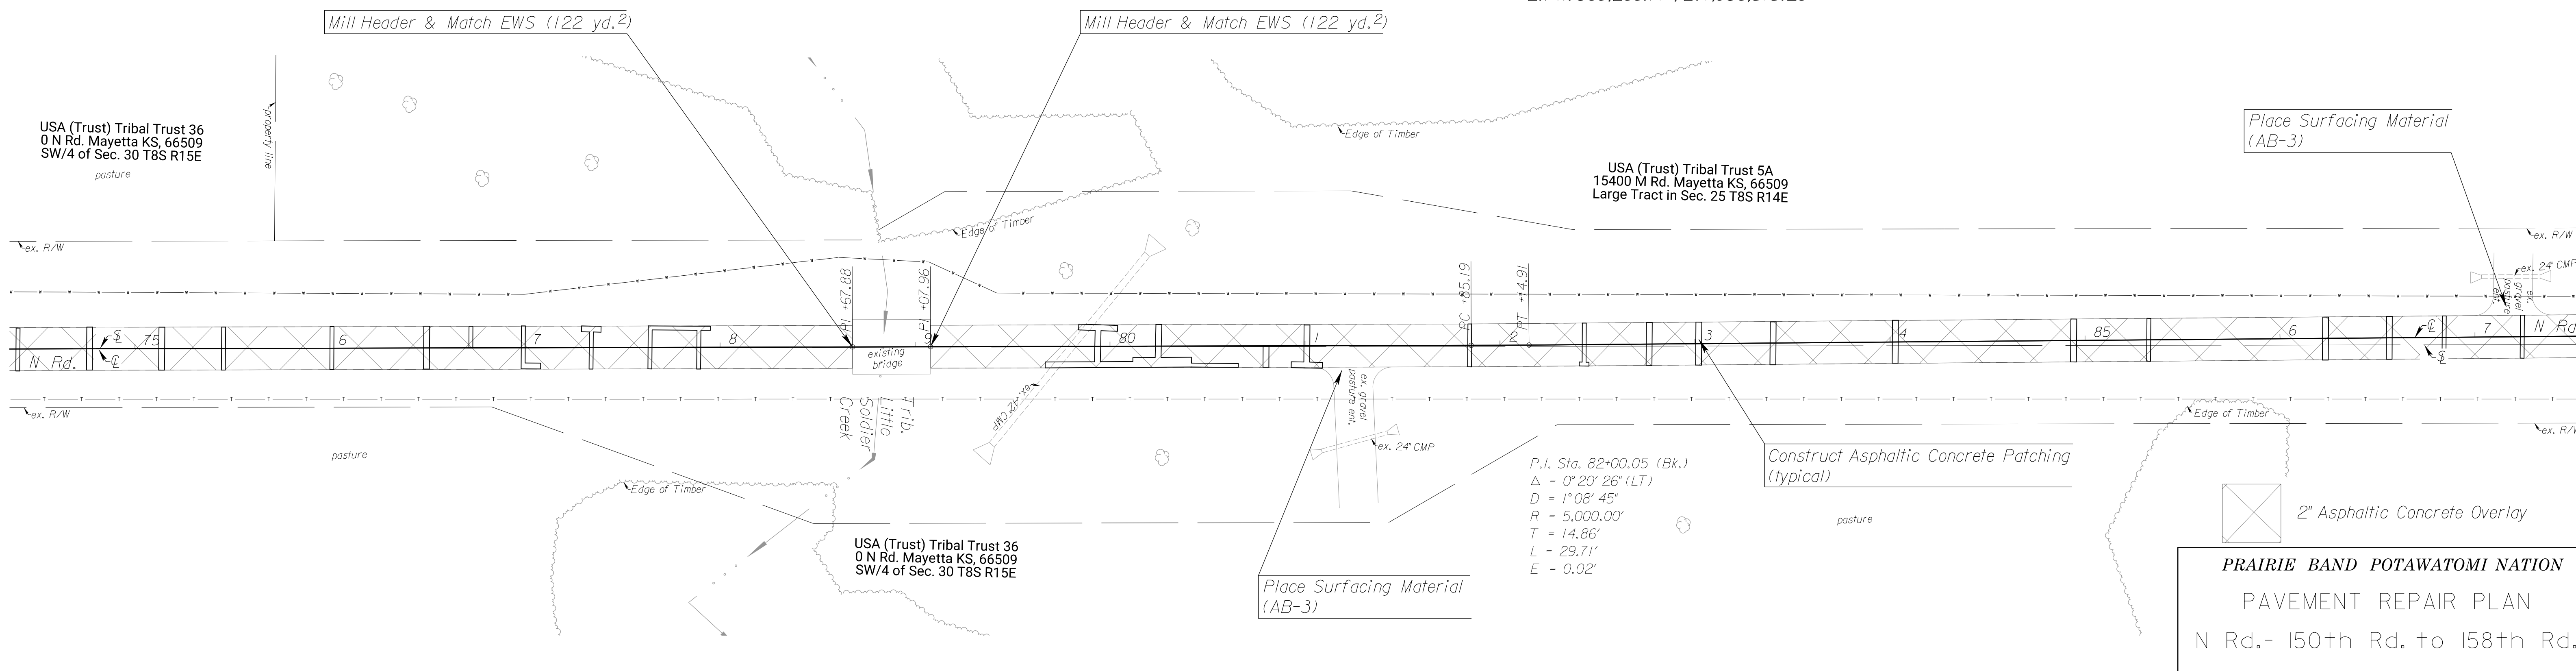 Mill Header & Match EWS (122 yd.²)
Mill Header & Match EWS (122 yd.²)
USA (Trust) Tribal Trust 36
0 N Rd. Mayetta KS, 66509
SW/4 of Sec. 30 T8S R15E
pasture
property line
Edge of Timber
Edge of Timber
USA (Trust) Tribal Trust 5A
15400 M Rd. Mayetta KS, 66509
Large Tract in Sec. 25 T8S R14E
Place Surfacing Material
(AB-3)
ex. R/W
ex. R/W
ex. 24" CMP
ex.
gravel
pasture
ent.
PI +67.88
PI +07.96
PC +85.19
PT +14.91
N Rd.
75
6
7
8
9
80
1
2
3
4
85
6
7
existing
bridge
ex. R/W
ex. 42" CMP
Trib.
Little
Soldier
Creek
ex. gravel
pasture ent.
ex. 24" CMP
Edge of Timber
ex. R/
pasture
Edge of Timber
P.I. Sta. 82+00.05 (Bk.)
Δ = 0°20'26" (LT)
D = 1°08'45"
R = 5,000.00'
T = 14.86'
L = 29.71'
E = 0.02'
Construct Asphaltic Concrete Patching
(typical)
pasture
2" Asphaltic Concrete Overlay
USA (Trust) Tribal Trust 36
0 N Rd. Mayetta KS, 66509
SW/4 of Sec. 30 T8S R15E
Place Surfacing Material
(AB-3)
PRAIRIE BAND POTAWATOMI NATION
PAVEMENT REPAIR PLAN
N Rd.- 150th Rd. to 158th Rd.